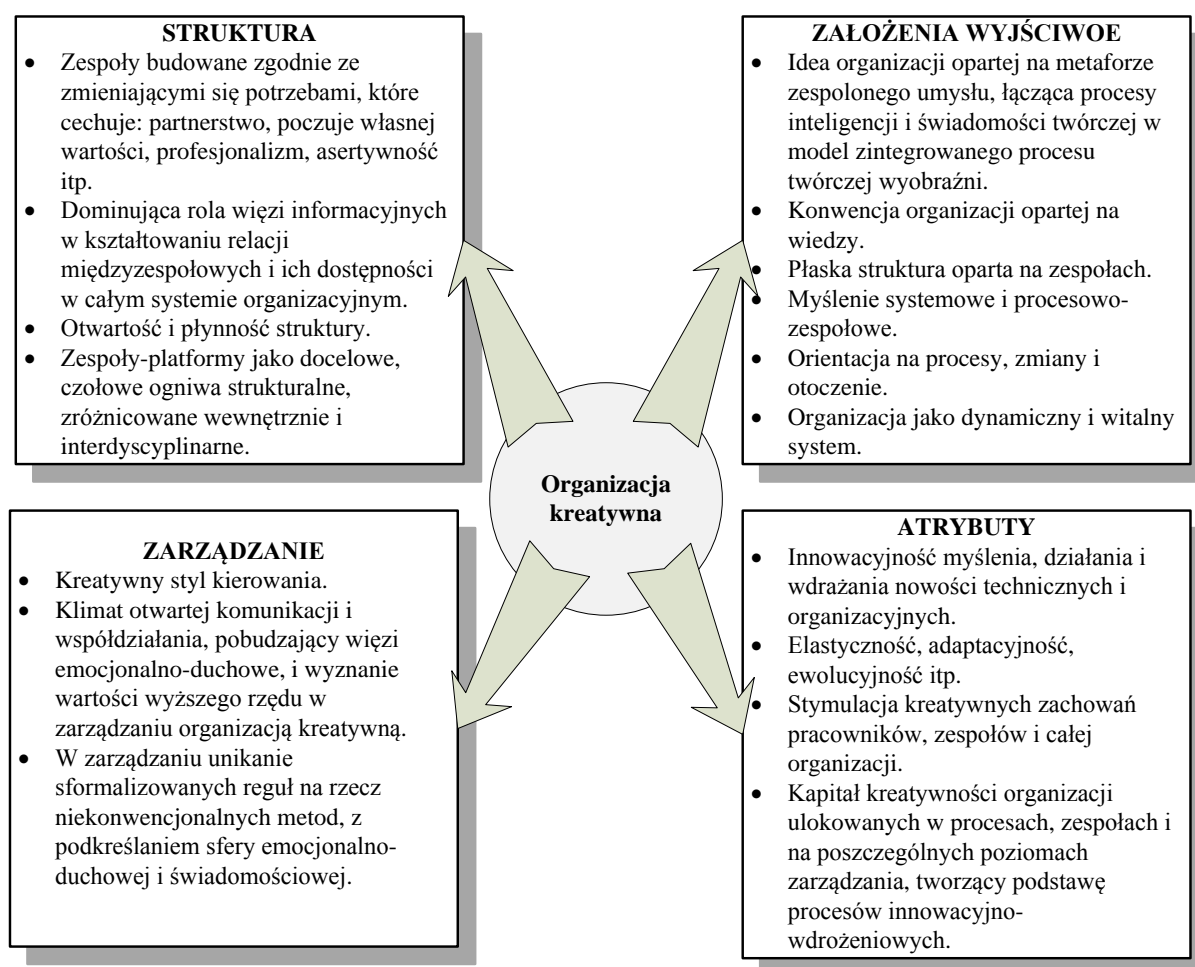 STRUKTURA
• Zespoły budowane zgodnie ze
zmieniającymi się potrzebami, które
cechuje: partnerstwo, poczuje własnej
wartości, profesjonalizm, asertywność
itp.
• Dominująca rola więzi informacyjnych
w kształtowaniu relacji
międzyzespołowych i ich dostępności
w całym systemie organizacyjnym.
• Otwartość i płynność struktury.
• Zespoły-platformy jako docelowe,
czołowe ogniwa strukturalne,
zróżnicowane wewnętrznie i
interdyscyplinarne.
ZAŁOŻENIA WYJŚCIWOE
• Idea organizacji opartej na metaforze
zespolonego umysłu, łącząca procesy
inteligencji i świadomości twórczej w
model zintegrowanego procesu
twórczej wyobraźni.
• Konwencja organizacji opartej na
wiedzy.
• Płaska struktura oparta na zespołach.
• Myślenie systemowe i procesowo-
zespołowe.
• Orientacja na procesy, zmiany i
otoczenie.
• Organizacja jako dynamiczny i witalny
system.
Organizacja
kreatywna
ZARZĄDZANIE
• Kreatywny styl kierowania.
• Klimat otwartej komunikacji i
współdziałania, pobudzający więzi
emocjonalno-duchowe, i wyznanie
wartości wyższego rzędu w
zarządzaniu organizacją kreatywną.
• W zarządzaniu unikanie
sformalizowanych reguł na rzecz
niekonwencjonalnych metod, z
podkreślaniem sfery emocjonalno-
duchowej i świadomościowej.
ATRYBUTY
• Innowacyjność myślenia, działania i
wdrażania nowości technicznych i
organizacyjnych.
• Elastyczność, adaptacyjność,
ewolucyjność itp.
• Stymulacja kreatywnych zachowań
pracowników, zespołów i całej
organizacji.
• Kapitał kreatywności organizacji
ulokowanych w procesach, zespołach i
na poszczególnych poziomach
zarządzania, tworzący podstawę
procesów innowacyjno-
wdrożeniowych.